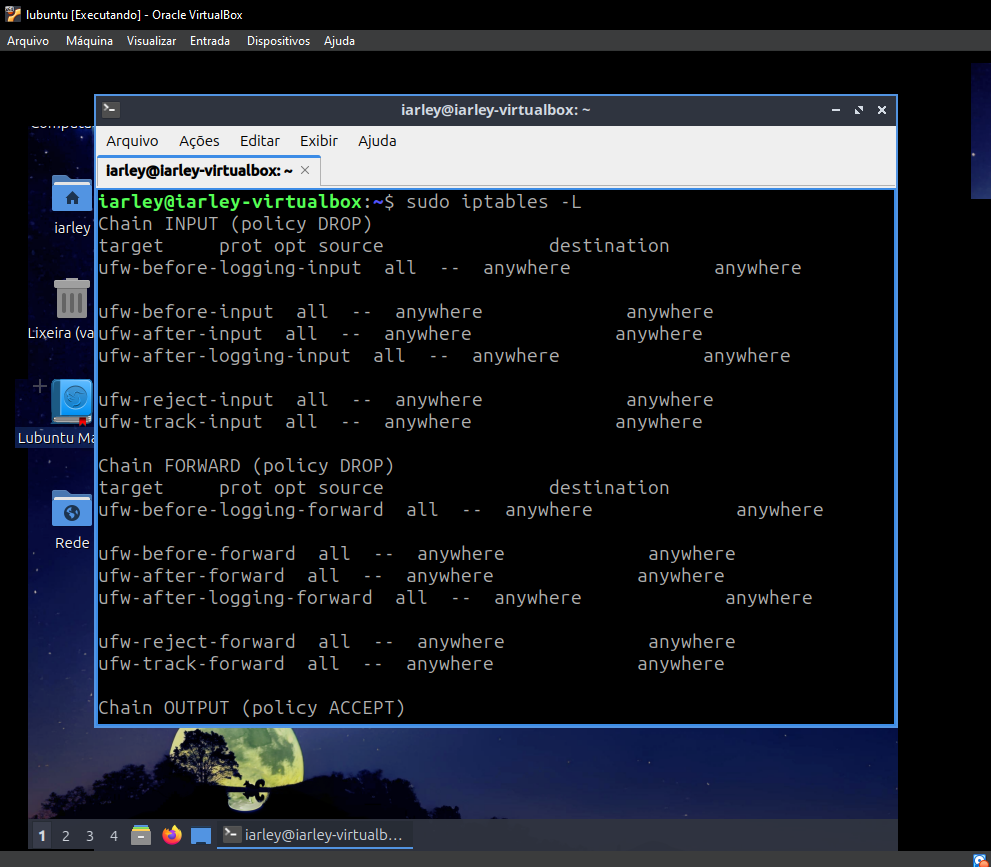 lubuntu [Executando] - Oracle VirtualBox
Arquivo Máquina Visualizar Entrada Dispositivos Ajuda
iarley@iarley-virtualbox: ~
Arquivo Ações Editar Exibir Ajuda
iarley@iarley-virtualbox: ~
iarley@iarley-virtualbox:~$ sudo iptables -L
Chain INPUT (policy DROP)
target     prot opt source               destination
ufw-before-logging-input  all  --  anywhere             anywhere
ufw-before-input  all  --  anywhere             anywhere
ufw-after-input  all  --  anywhere             anywhere
ufw-after-logging-input  all  --  anywhere             anywhere
ufw-reject-input  all  --  anywhere             anywhere
ufw-track-input  all  --  anywhere             anywhere
Chain FORWARD (policy DROP)
target     prot opt source               destination
ufw-before-logging-forward  all  --  anywhere             anywhere
ufw-before-forward  all  --  anywhere             anywhere
ufw-after-forward  all  --  anywhere             anywhere
ufw-after-logging-forward  all  --  anywhere             anywhere
ufw-reject-forward  all  --  anywhere             anywhere
ufw-track-forward  all  --  anywhere             anywhere
Chain OUTPUT (policy ACCEPT)
iarley
Lixeira (va
Lubuntu Ma
Rede
1 2 3 4 iarley@iarley-virtualb...